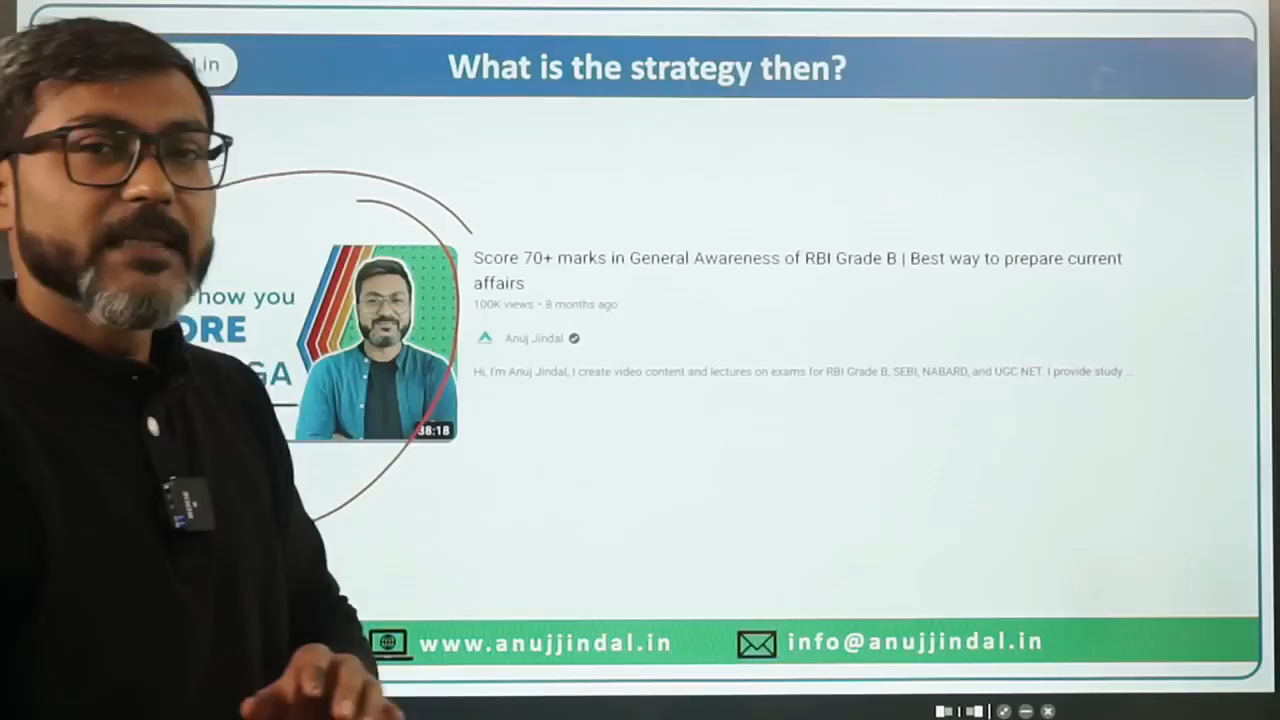 What is the strategy then?
how you
GA
38:18
Score 70+ marks in General Awareness of RBI Grade B | Best way to prepare current
affairs
100K views • 8 months ago
Anuj Jindal
Hi, I'm Anuj Jindal, I create video content and lectures on exams for RBI Grade B, SEBI, NABARD, and UGC NET. I provide study ...
www.anujjindal.in
info@anujjindal.in